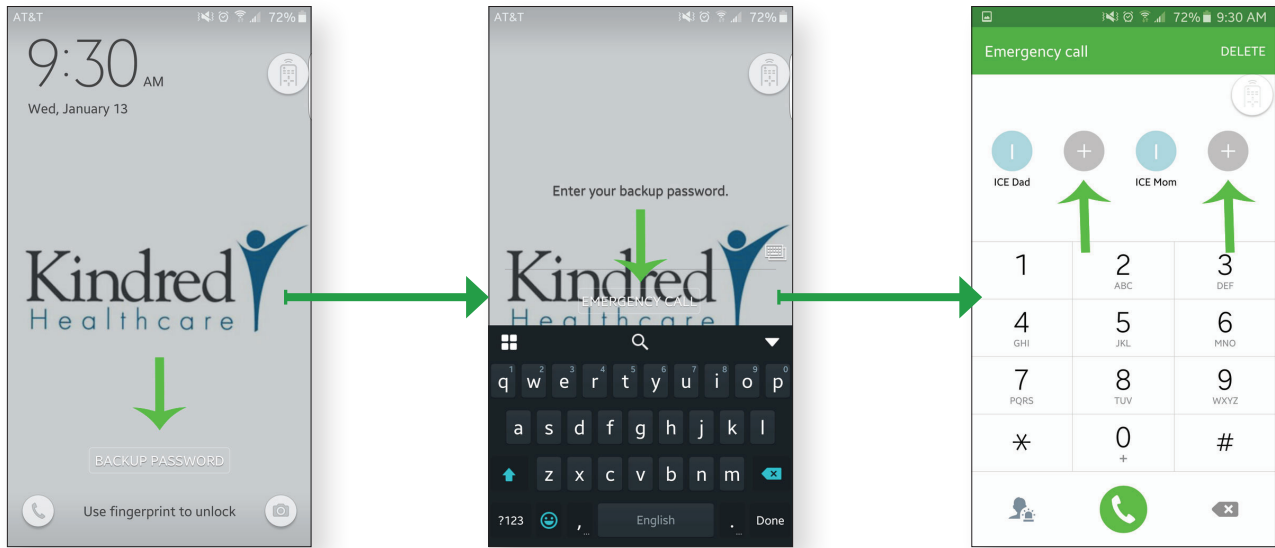 AT&T 72%
9:30 AM
Wed, January 13
Kindred
Healthcare
BACKUP PASSWORD
Use fingerprint to unlock
AT&T 72%
Enter your backup password.
Kindred
EMERGENCY CALL
Healthcare
1 2 3 4 5 6 7 8 9 0
q w e r t y u i o p
a s d f g h j k l
z x c v b n m
?123 , English . Done
72% 9:30 AM
Emergency call DELETE
I + I +
ICE Dad ICE Mom
1 2 3
ABC DEF
4 5 6
GHI JKL MNO
7 8 9
PQRS TUV WXYZ
* 0 #
+